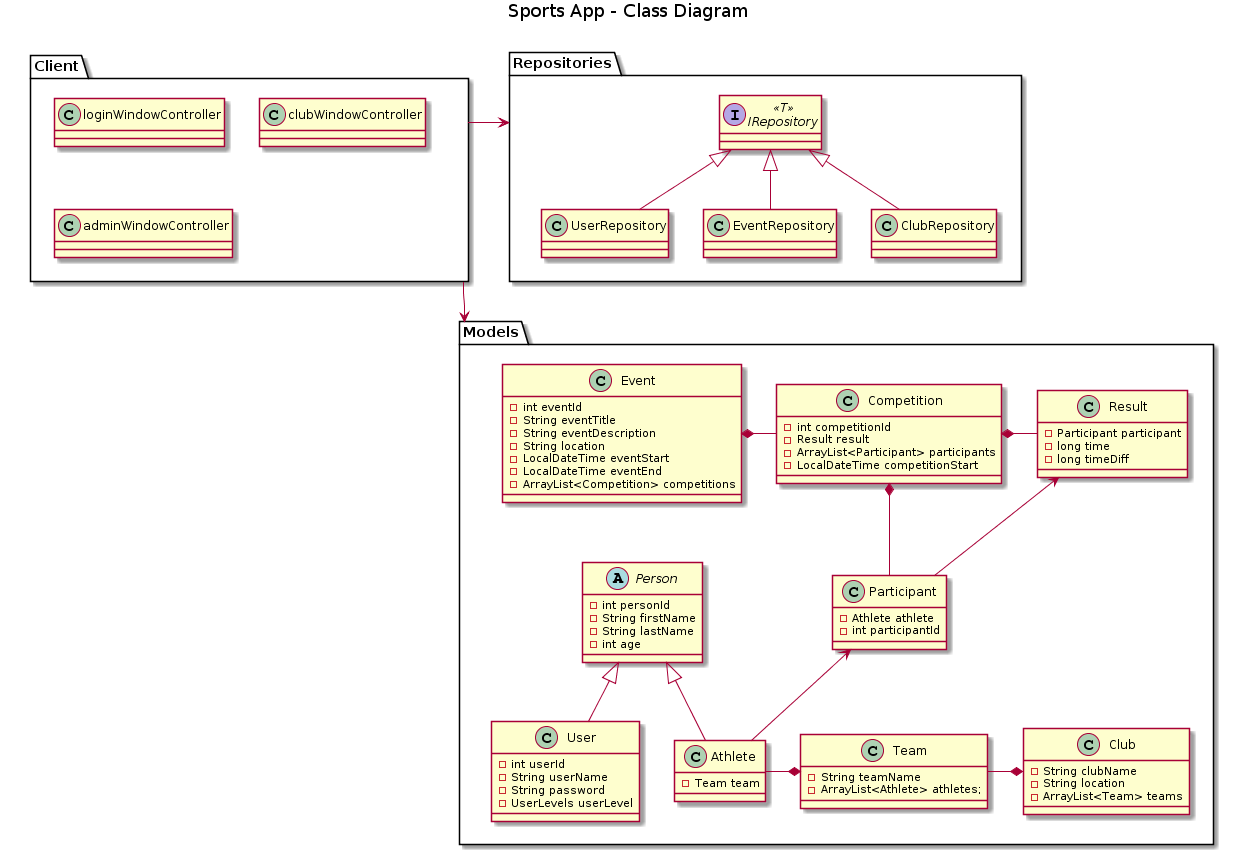 Sports App - Class Diagram
Client
C loginWindowController
C clubWindowController
C adminWindowController
Repositories
I «T»
IRepository
C UserRepository
C EventRepository
C ClubRepository
Models
C Event
int eventId
String eventTitle
String eventDescription
String location
LocalDateTime eventStart
LocalDateTime eventEnd
ArrayList<Competition> competitions
C Competition
int competitionId
Result result
ArrayList<Participant> participants
LocalDateTime competitionStart
C Result
Participant participant
long time
long timeDiff
A Person
int personId
String firstName
String lastName
int age
C Participant
Athlete athlete
int participantId
C User
int userId
String userName
String password
UserLevels userLevel
C Athlete
Team team
C Team
String teamName
ArrayList<Athlete> athletes;
C Club
String clubName
String location
ArrayList<Team> teams